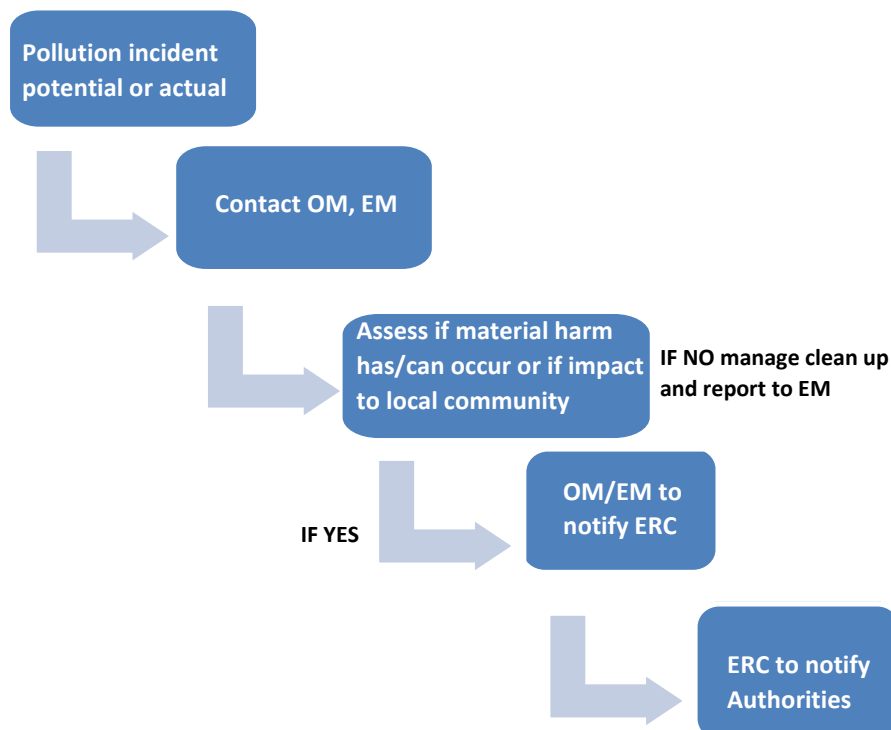 Pollution incident
potential or actual
Contact OM, EM
Assess if material harm
has/can occur or if impact
to local community
IF NO manage clean up
and report to EM
OM/EM to
notify ERC
IF YES
ERC to notify
Authorities